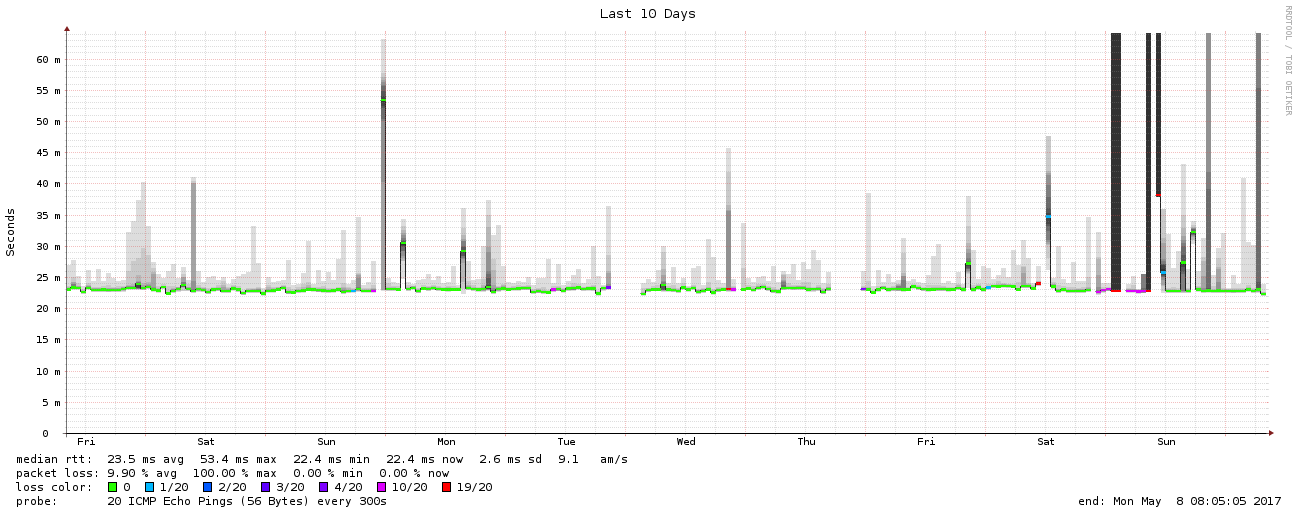 Last 10 Days
RRDTOOL / TOBI OETIKER
Seconds
60 m
55 m
50 m
45 m
40 m
35 m
30 m
25 m
20 m
15 m
10 m
5 m
0
Fri Sat Sun Mon Tue Wed Thu Fri Sat Sun
median rtt: 23.5 ms avg 53.4 ms max 22.4 ms min 22.4 ms now 2.6 ms sd 9.1 am/s
packet loss: 9.90 % avg 100.00 % max 0.00 % min 0.00 % now
loss color: 0 1/20 2/20 3/20 4/20 10/20 19/20
probe: 20 ICMP Echo Pings (56 Bytes) every 300s end: Mon May 8 08:05:05 2017